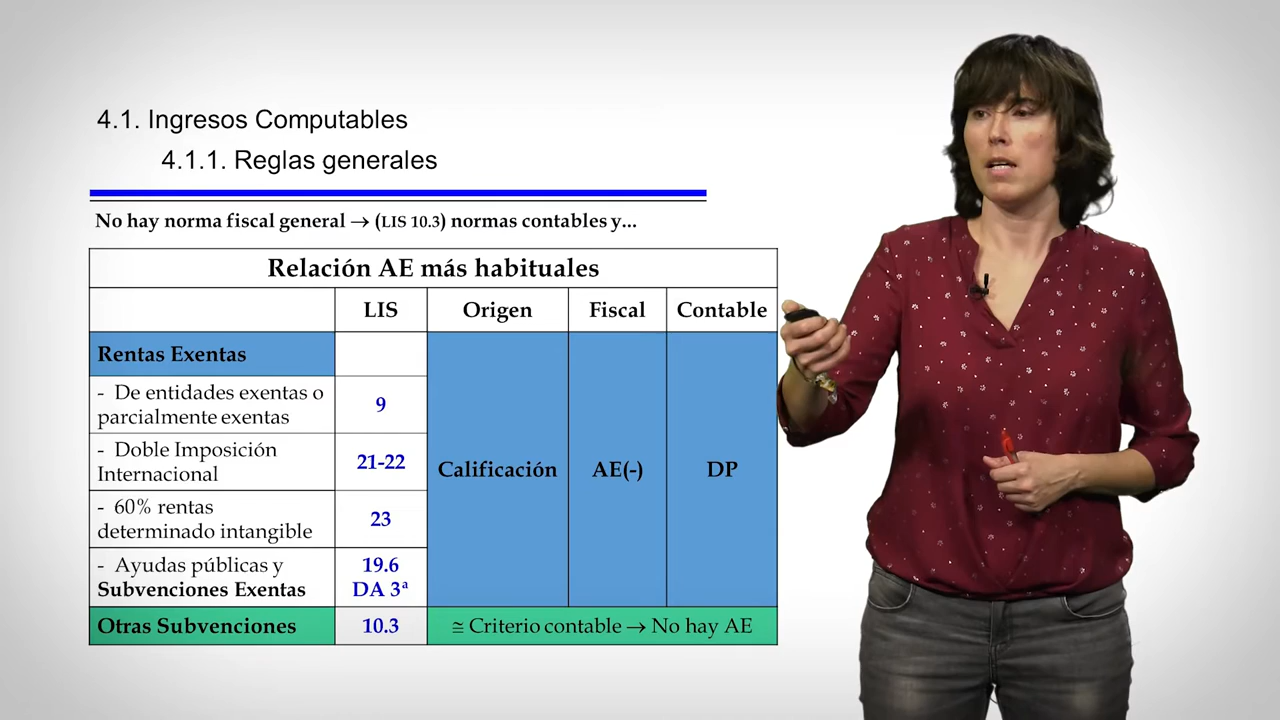 4.1. Ingresos Computables
4.1.1. Reglas generales
No hay norma fiscal general → (LIS 10.3) normas contables y...
Relación AE más habituales
LIS Origen Fiscal Contable
Rentas Exentas
- De entidades exentas o
parcialmente exentas
9
- Doble Imposición
Internacional
21-22
- 60% rentas
determinado intangible
23
- Ayudas públicas y
Subvenciones Exentas
19.6
DA 3ª
Calificación AE(-) DP
Otras Subvenciones 10.3 ≅ Criterio contable → No hay AE